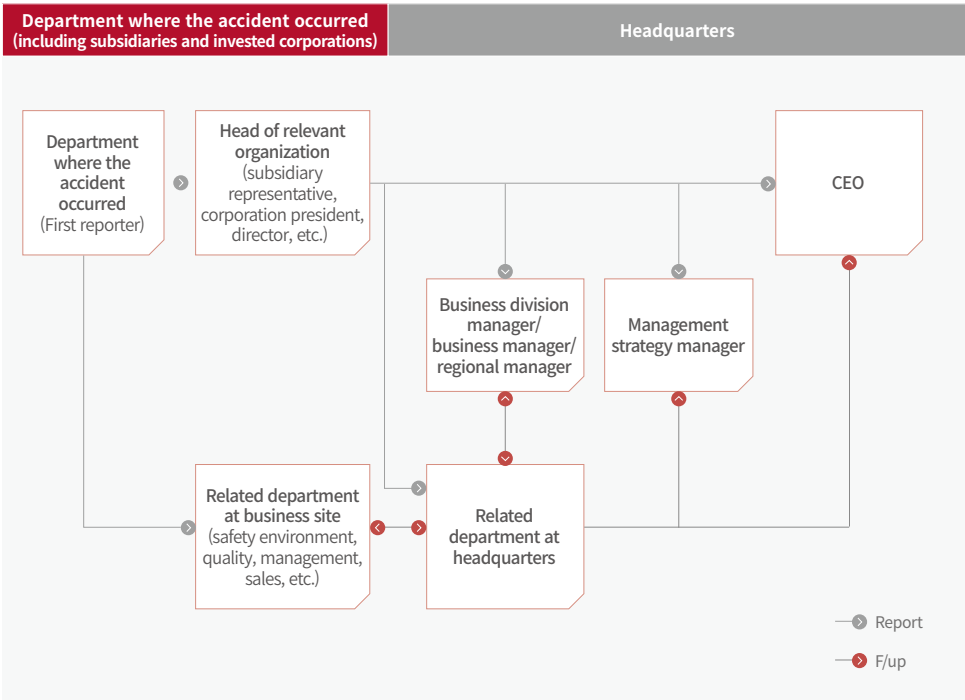 Department where the accident occurred
(including subsidiaries and invested corporations)
Headquarters
Department
where the
accident
occurred
(First reporter)
Head of relevant
organization
(subsidiary
representative,
corporation president,
director, etc.)
CEO
Business division
manager/
business manager/
regional manager
Management
strategy manager
Related department
at business site
(safety environment,
quality, management,
sales, etc.)
Related
department at
headquarters
Report
F/up